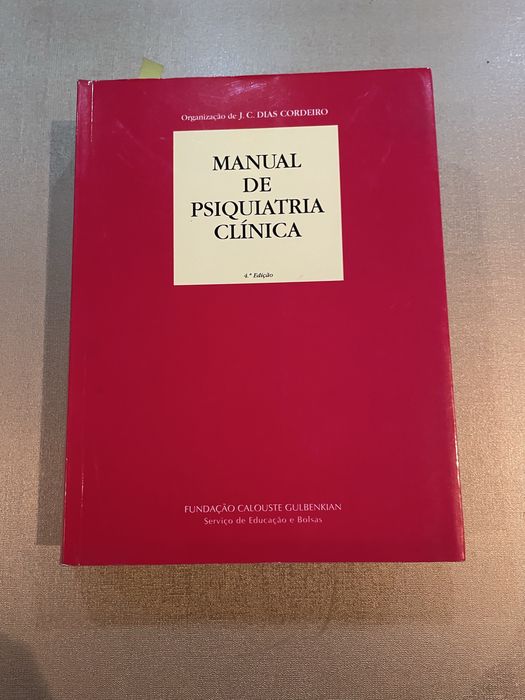 Organização de J. C. DIAS CORDEIRO
MANUAL
DE
PSIQUIATRIA
CLÍNICA
4.ª Edição
FUNDAÇÃO CALOUSTE GULBENKIAN
Serviço de Educação e Bolsas